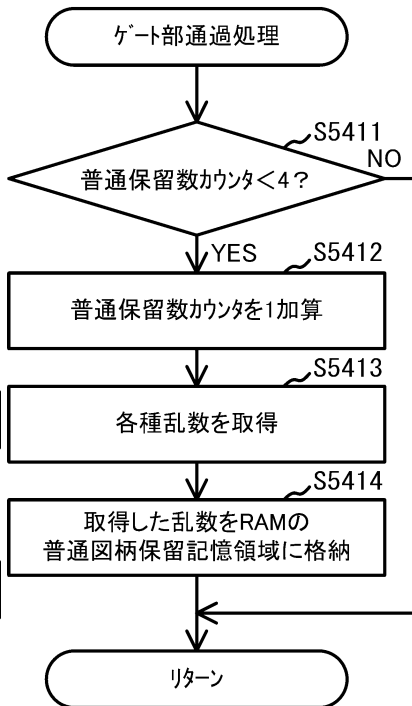 ゲート部通過処理
S5411
普通保留数カウンタ<4?
NO
YES
S5412
普通保留数カウンタを1加算
S5413
各種乱数を取得
S5414
取得した乱数をRAMの
普通図柄保留記憶領域に格納
リターン